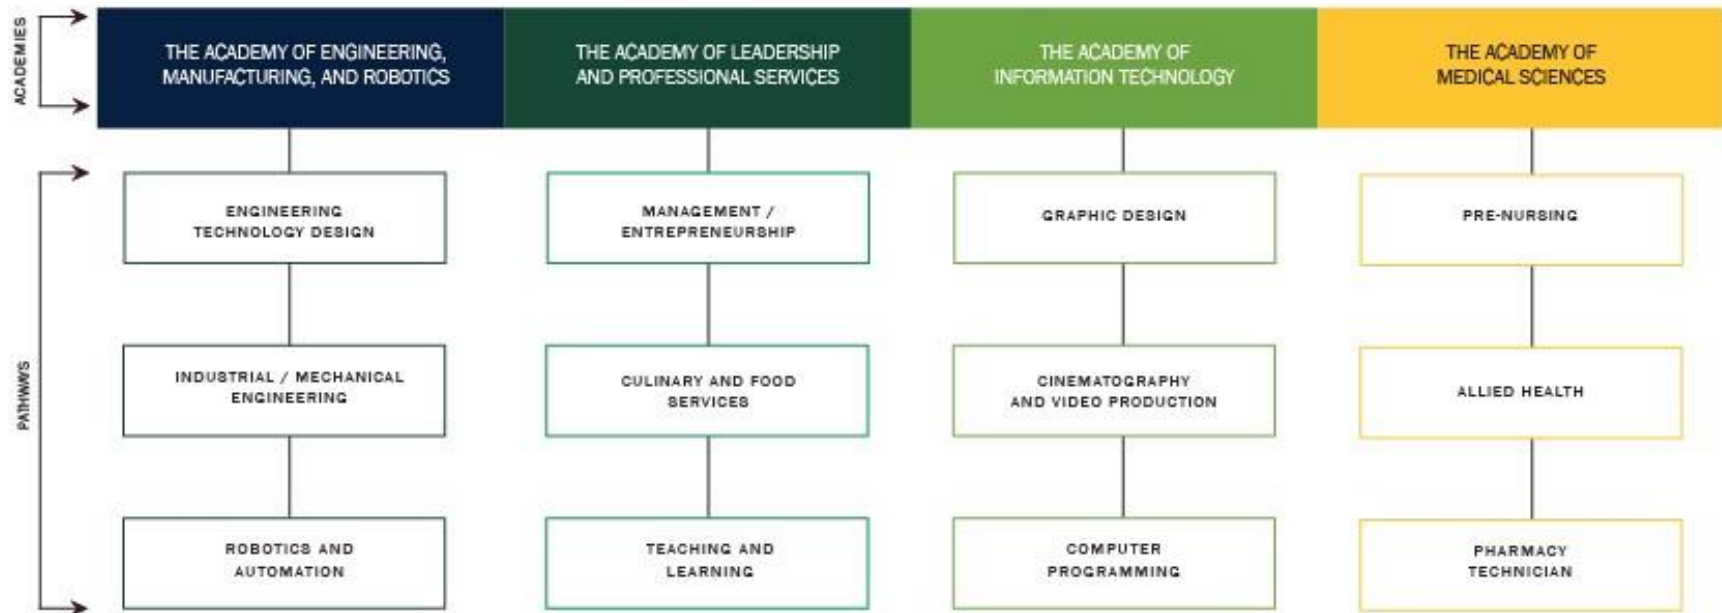 ACADEMIES
THE ACADEMY OF ENGINEERING,
MANUFACTURING, AND ROBOTICS
THE ACADEMY OF LEADERSHIP
AND PROFESSIONAL SERVICES
THE ACADEMY OF
INFORMATION TECHNOLOGY
THE ACADEMY OF
MEDICAL SCIENCES
PATHWAYS
ENGINEERING
TECHNOLOGY DESIGN
MANAGEMENT /
ENTREPRENEURSHIP
GRAPHIC DESIGN
PRE-NURSING
INDUSTRIAL / MECHANICAL
ENGINEERING
CULINARY AND FOOD
SERVICES
CINEMATOGRAPHY
AND VIDEO PRODUCTION
ALLIED HEALTH
ROBOTICS AND
AUTOMATION
TEACHING AND
LEARNING
COMPUTER
PROGRAMMING
PHARMACY
TECHNICIAN